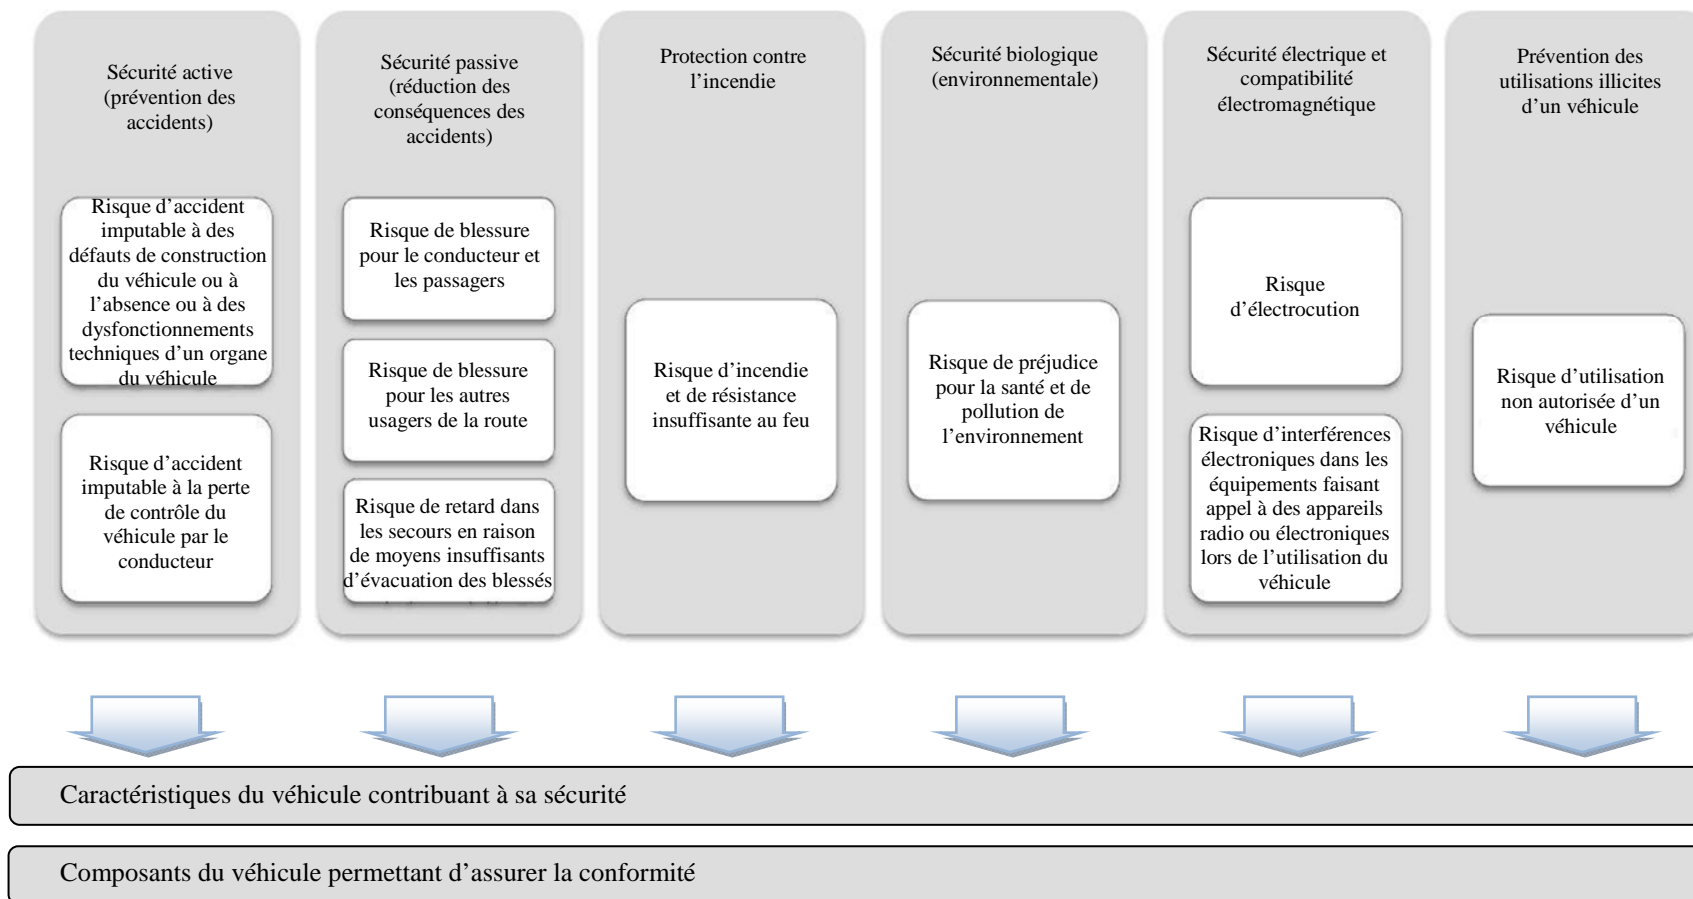 Sécurité active
(prévention des
accidents)
Risque d’accident
imputable à des
défauts de construction
du véhicule ou à
l’absence ou à des
dysfonctionnements
techniques d’un organe
du véhicule
Risque d’accident
imputable à la perte
de contrôle du
véhicule par le
conducteur
Sécurité passive
(réduction des
conséquences des
accidents)
Risque de blessure
pour le conducteur et
les passagers
Risque de blessure
pour les autres
usagers de la route
Risque de retard dans
les secours en raison
de moyens insuffisants
d’évacuation des blessés
Protection contre
l’incendie
Risque d’incendie
et de résistance
insuffisante au feu
Sécurité biologique
(environnementale)
Risque de préjudice
pour la santé et de
pollution de
l’environnement
Sécurité électrique et
compatibilité
électromagnétique
Risque
d’électrocution
Risque d’interférences
électroniques dans les
équipements faisant
appel à des appareils
radio ou électroniques
lors de l’utilisation du
véhicule
Prévention des
utilisations illicites
d’un véhicule
Risque d’utilisation
non autorisée d’un
véhicule
Caractéristiques du véhicule contribuant à sa sécurité
Composants du véhicule permettant d’assurer la conformité